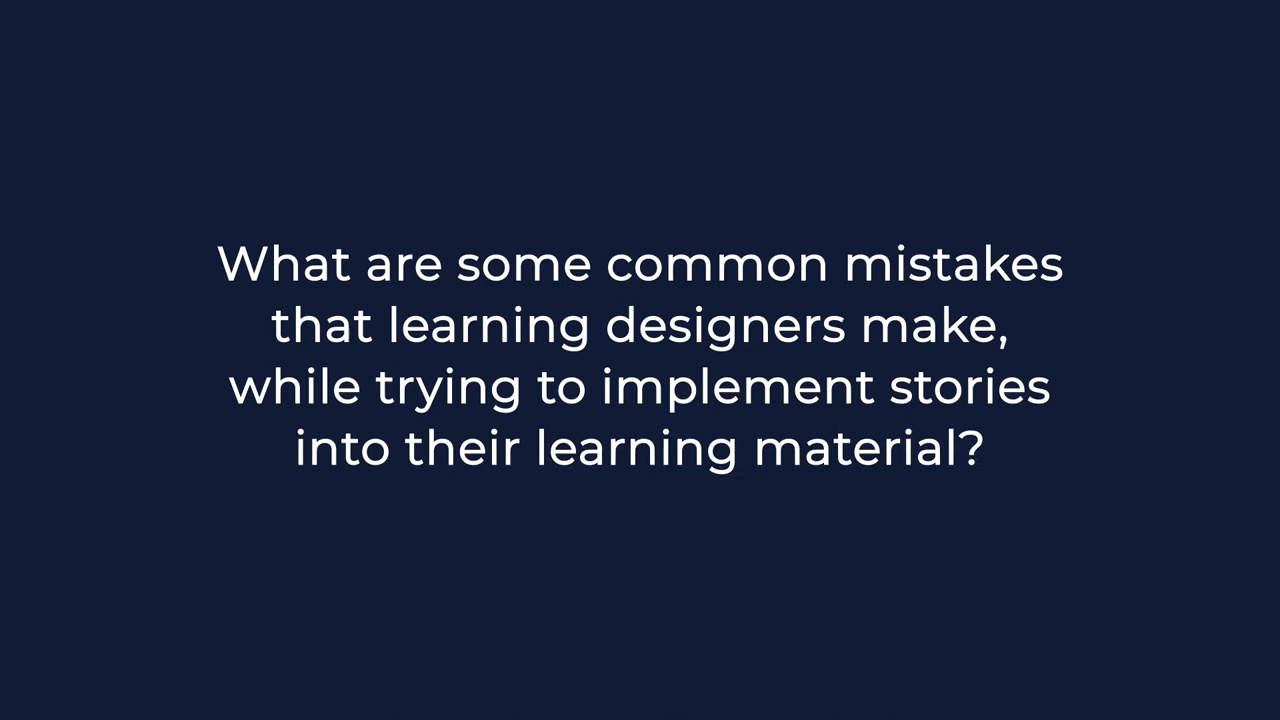 What are some common mistakes
that learning designers make,
while trying to implement stories
into their learning material?